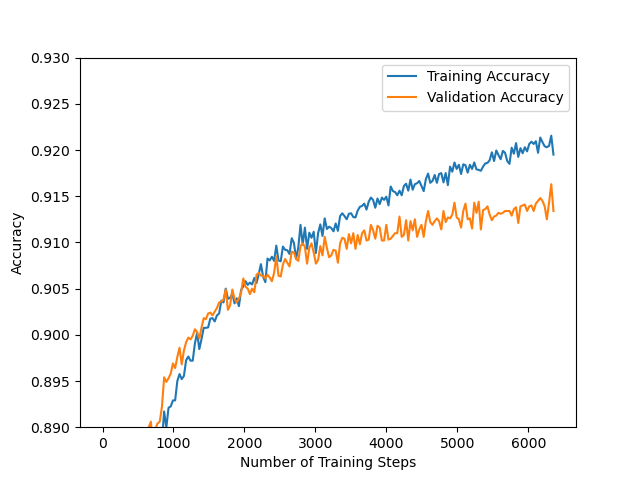 0.930
0.925
0.920
0.915
0.910
0.905
0.900
0.895
0.890
Accuracy
Training Accuracy
Validation Accuracy
0 1000 2000 3000 4000 5000 6000
Number of Training Steps